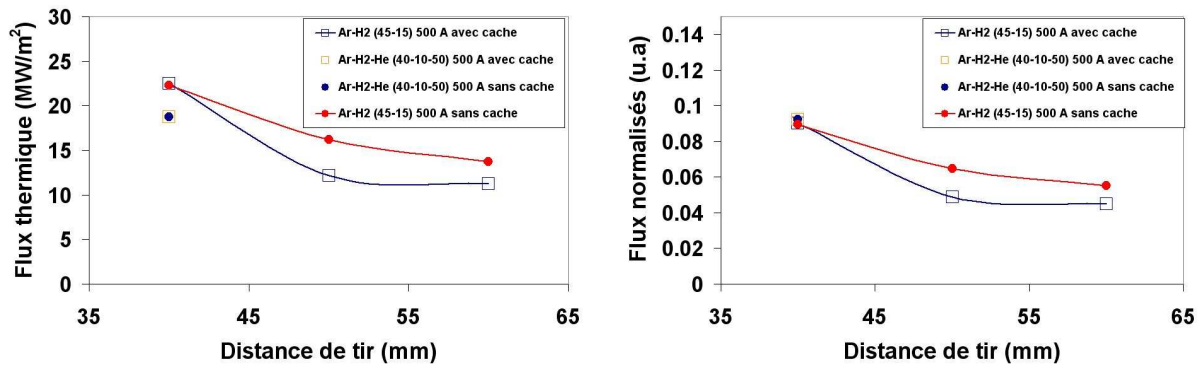 Flux thermique (MW/m²)
30
25
20
15
10
5
0
35
45
55
65
Distance de tir (mm)
Ar-H2 (45-15) 500 A avec cache
Ar-H2-He (40-10-50) 500 A avec cache
Ar-H2-He (40-10-50) 500 A sans cache
Ar-H2 (45-15) 500 A sans cache
Flux normalisés (u.a)
0.14
0.12
0.1
0.08
0.06
0.04
0.02
0
35
45
55
65
Distance de tir (mm)
Ar-H2 (45-15) 500 A avec cache
Ar-H2-He (40-10-50) 500 A avec cache
Ar-H2-He (40-10-50) 500 A sans cache
Ar-H2 (45-15) 500 A sans cache